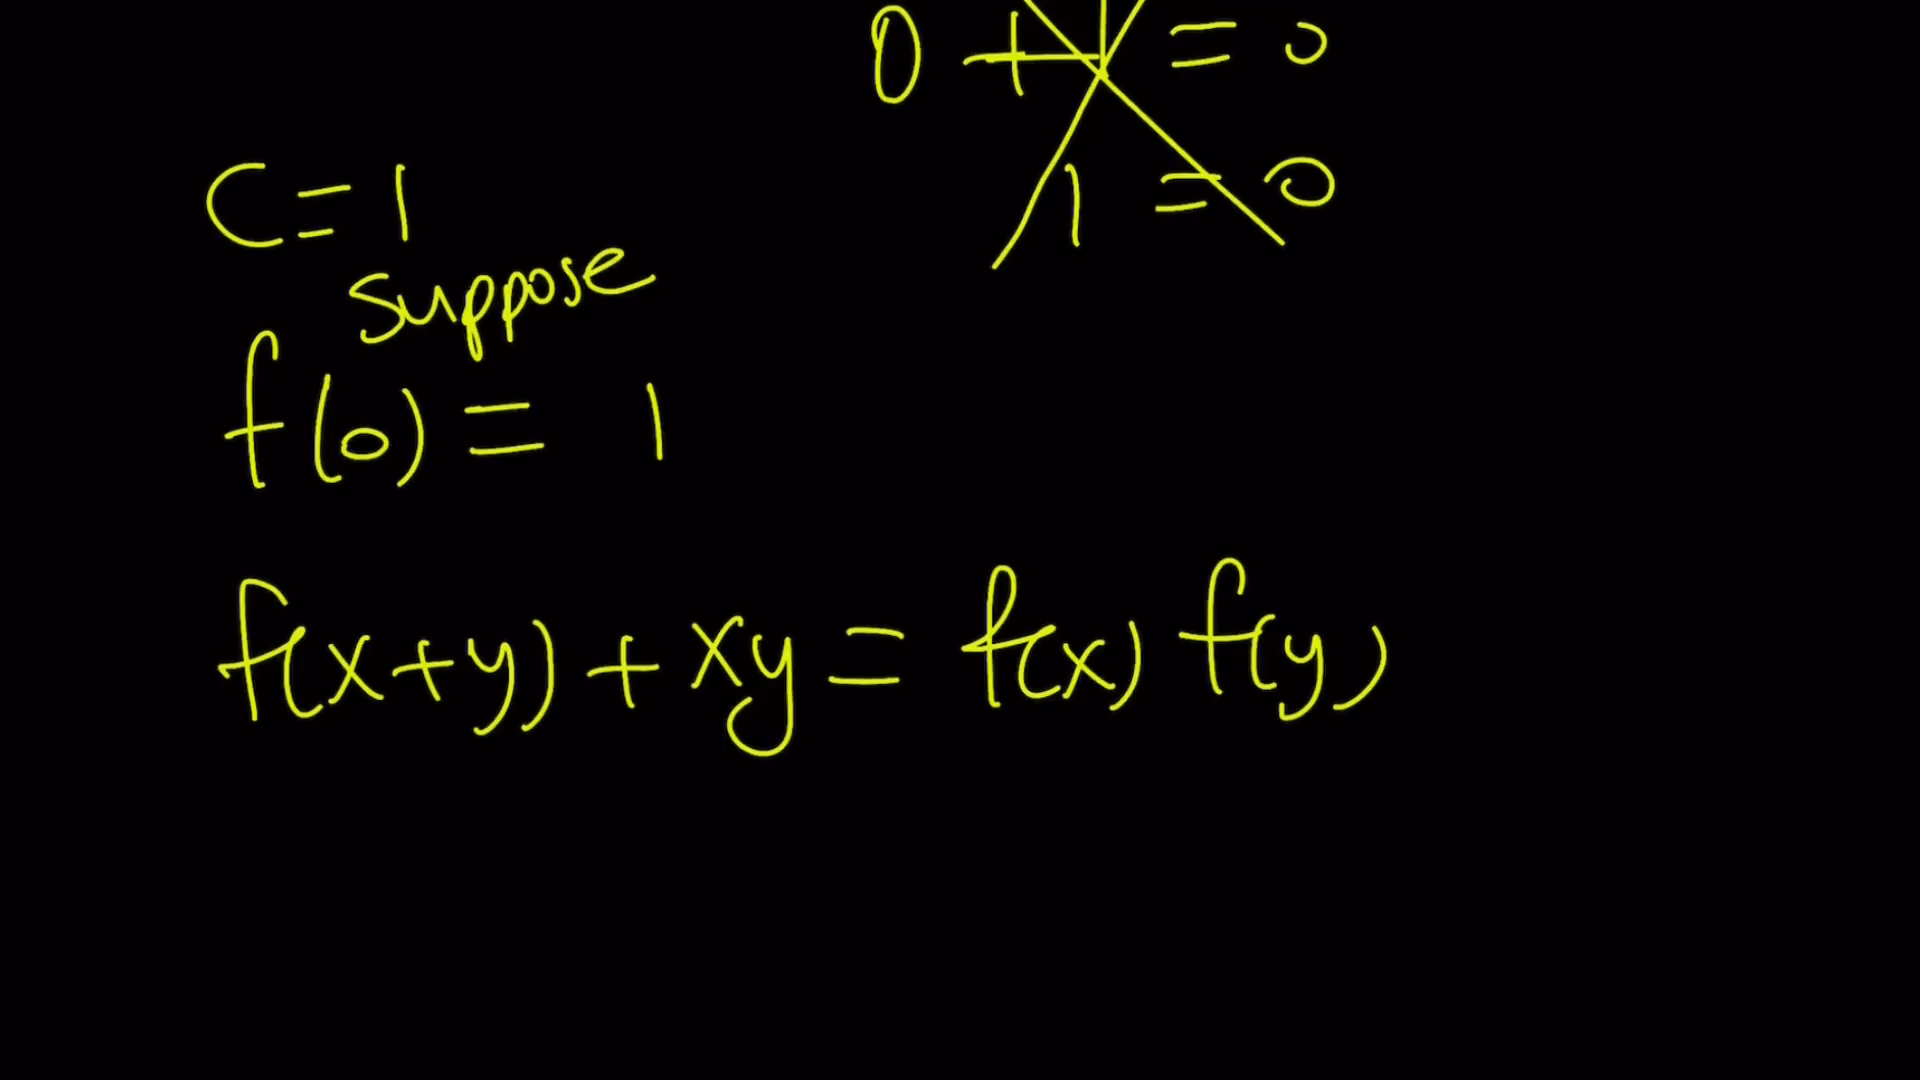 0 + 1 = 0
1 = 0
C = 1
suppose
f(0) = 1
f(x+y) + xy = f(x) f(y)